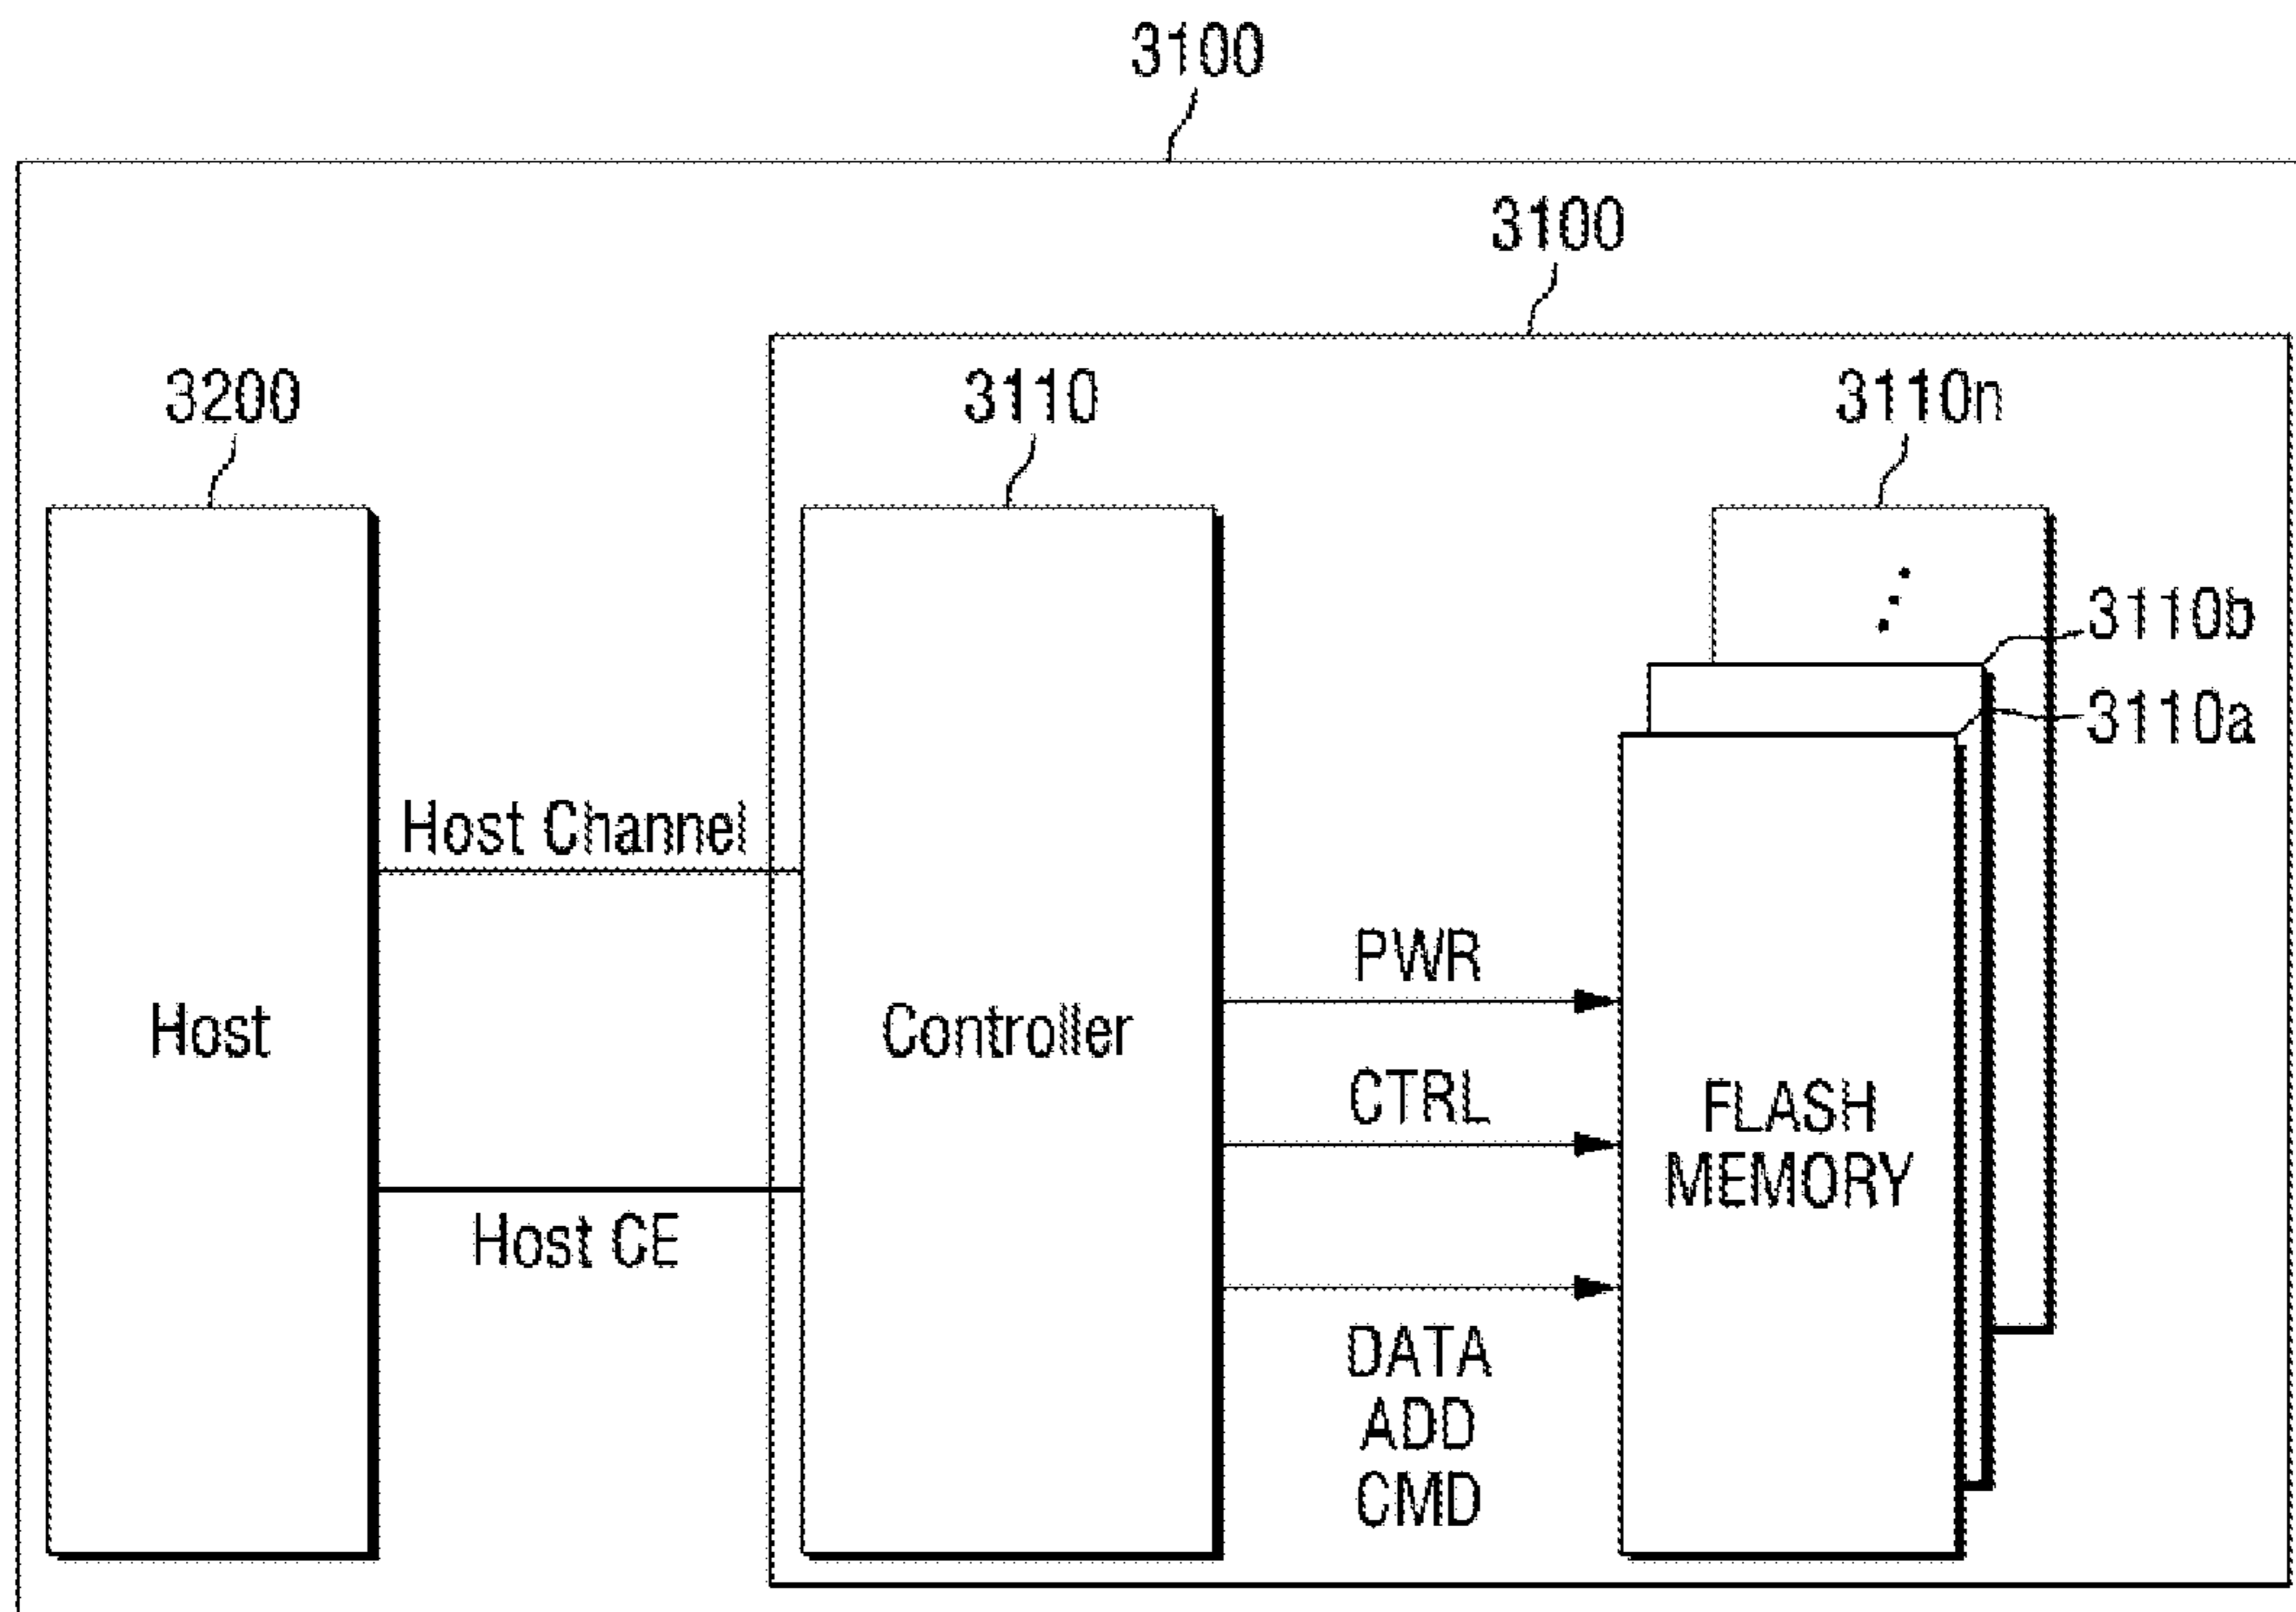 3100
3100
3200
3110
3110n
3110b
3110a
Host Channel
PWR
Host
Controller
CTRL
FLASH
MEMORY
Host CE
DATA
ADD
CMD